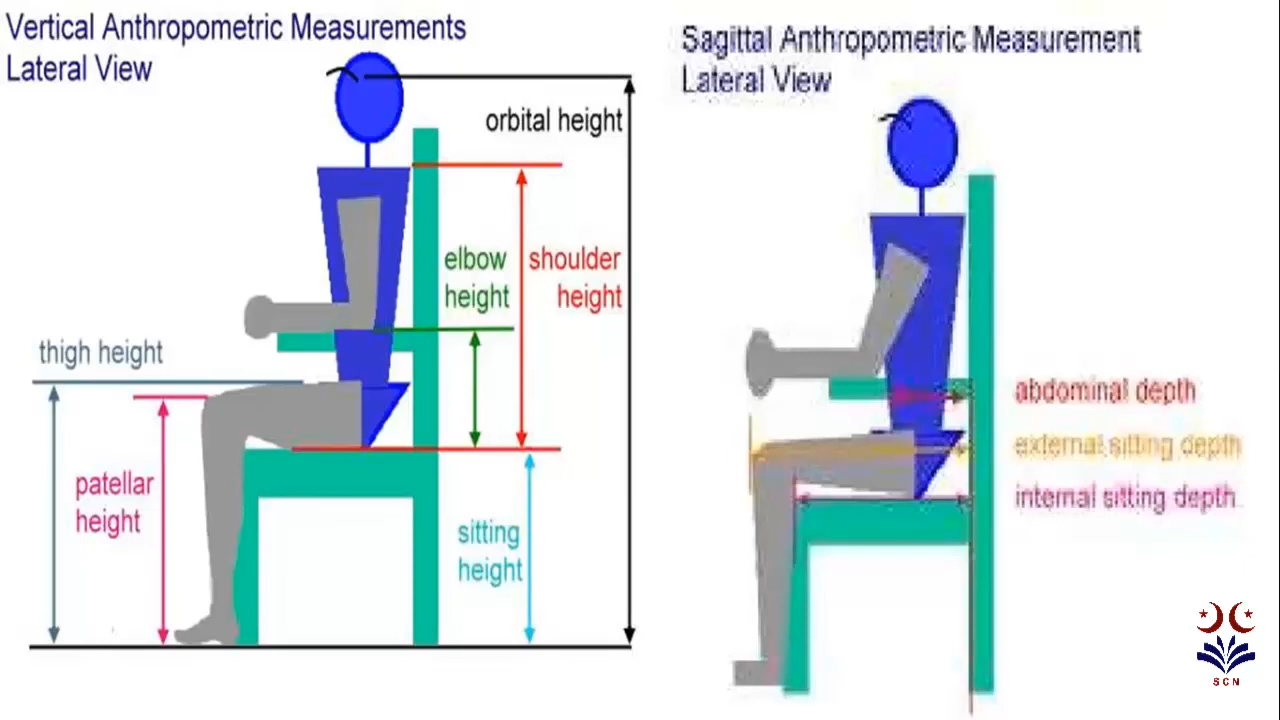 Vertical Anthropometric Measurements
Lateral View
orbital height
elbow
height
shoulder
height
thigh height
patellar
height
sitting
height
Sagittal Anthropometric Measurement
Lateral View
abdominal depth
external sitting depth
internal sitting depth.
SCN